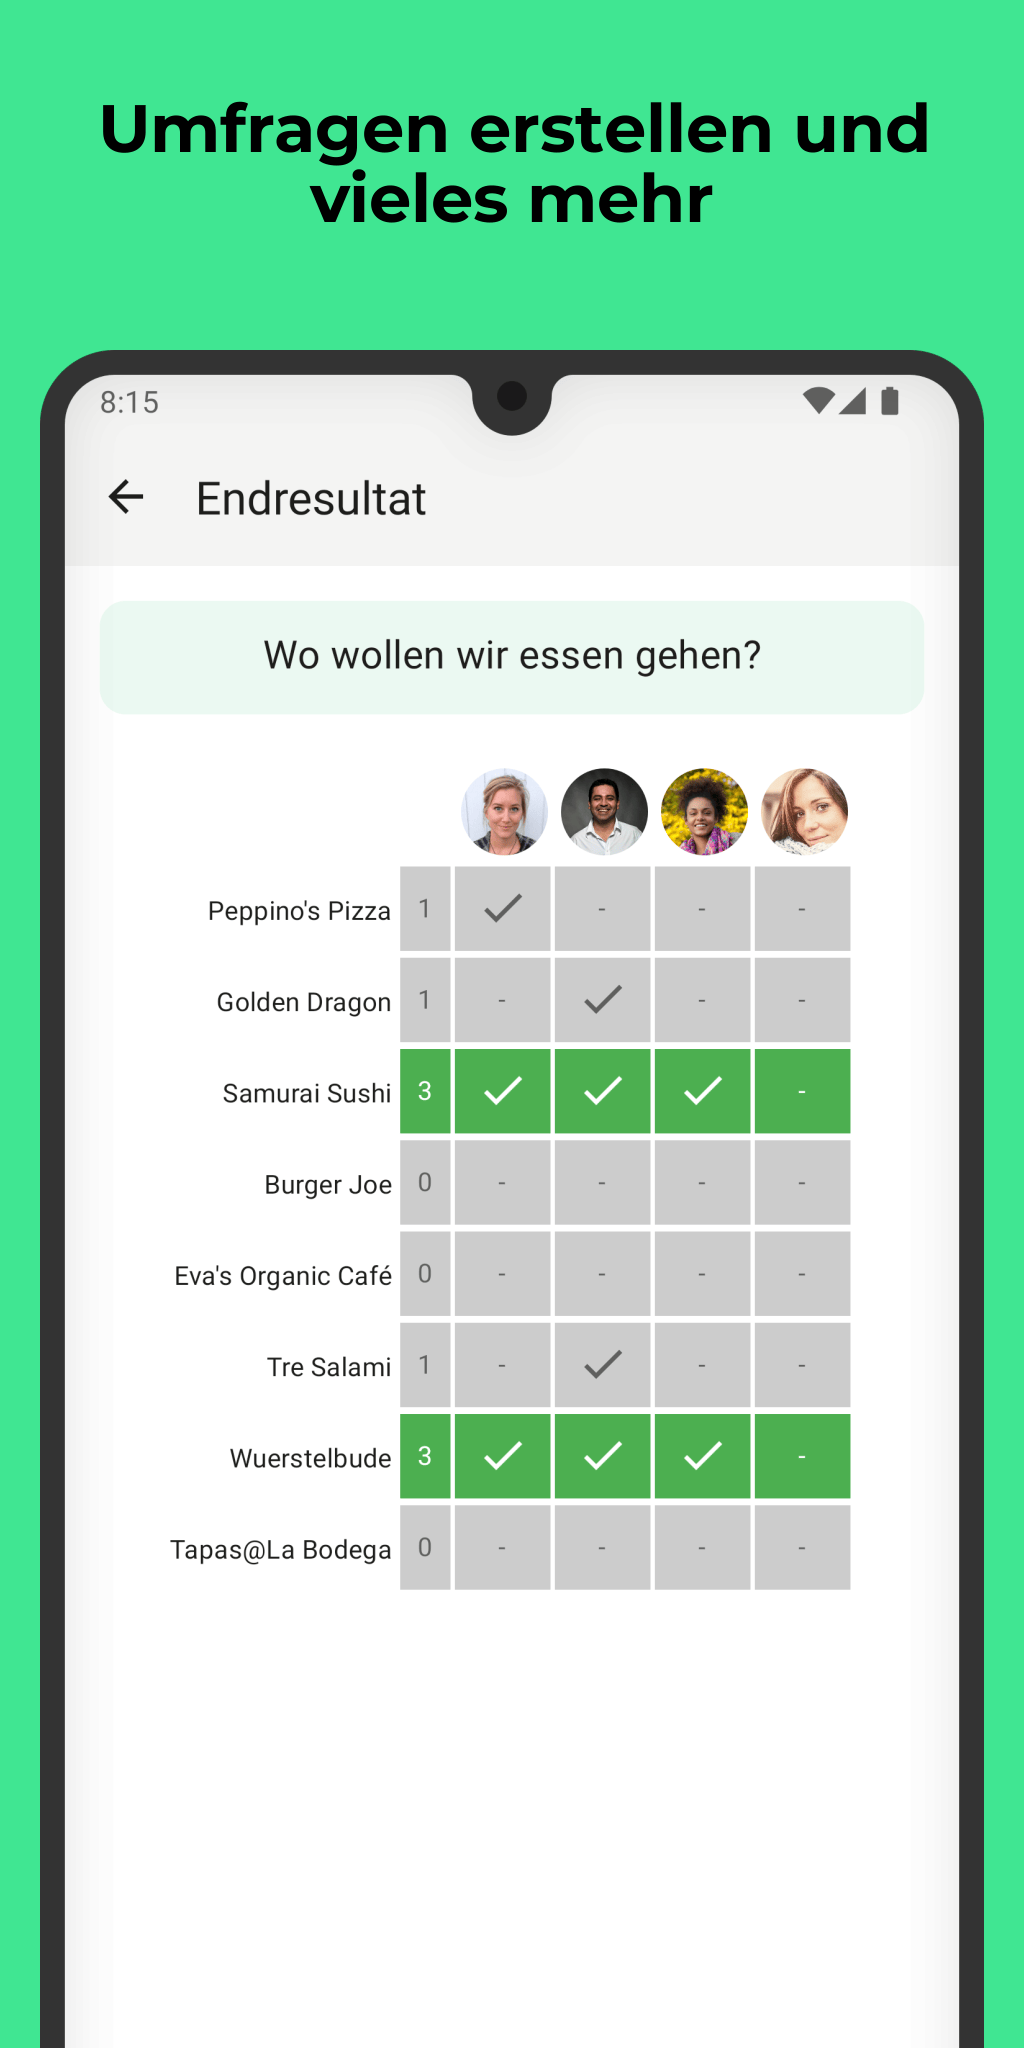 Umfragen erstellen und
vieles mehr
8:15
Endresultat
Wo wollen wir essen gehen?
Peppino's Pizza 1 - - -
Golden Dragon 1 - - -
Samurai Sushi 3 -
Burger Joe 0 - - - -
Eva's Organic Café 0 - - - -
Tre Salami 1 - - -
Wuerstelbude 3 -
Tapas@La Bodega 0 - - - -